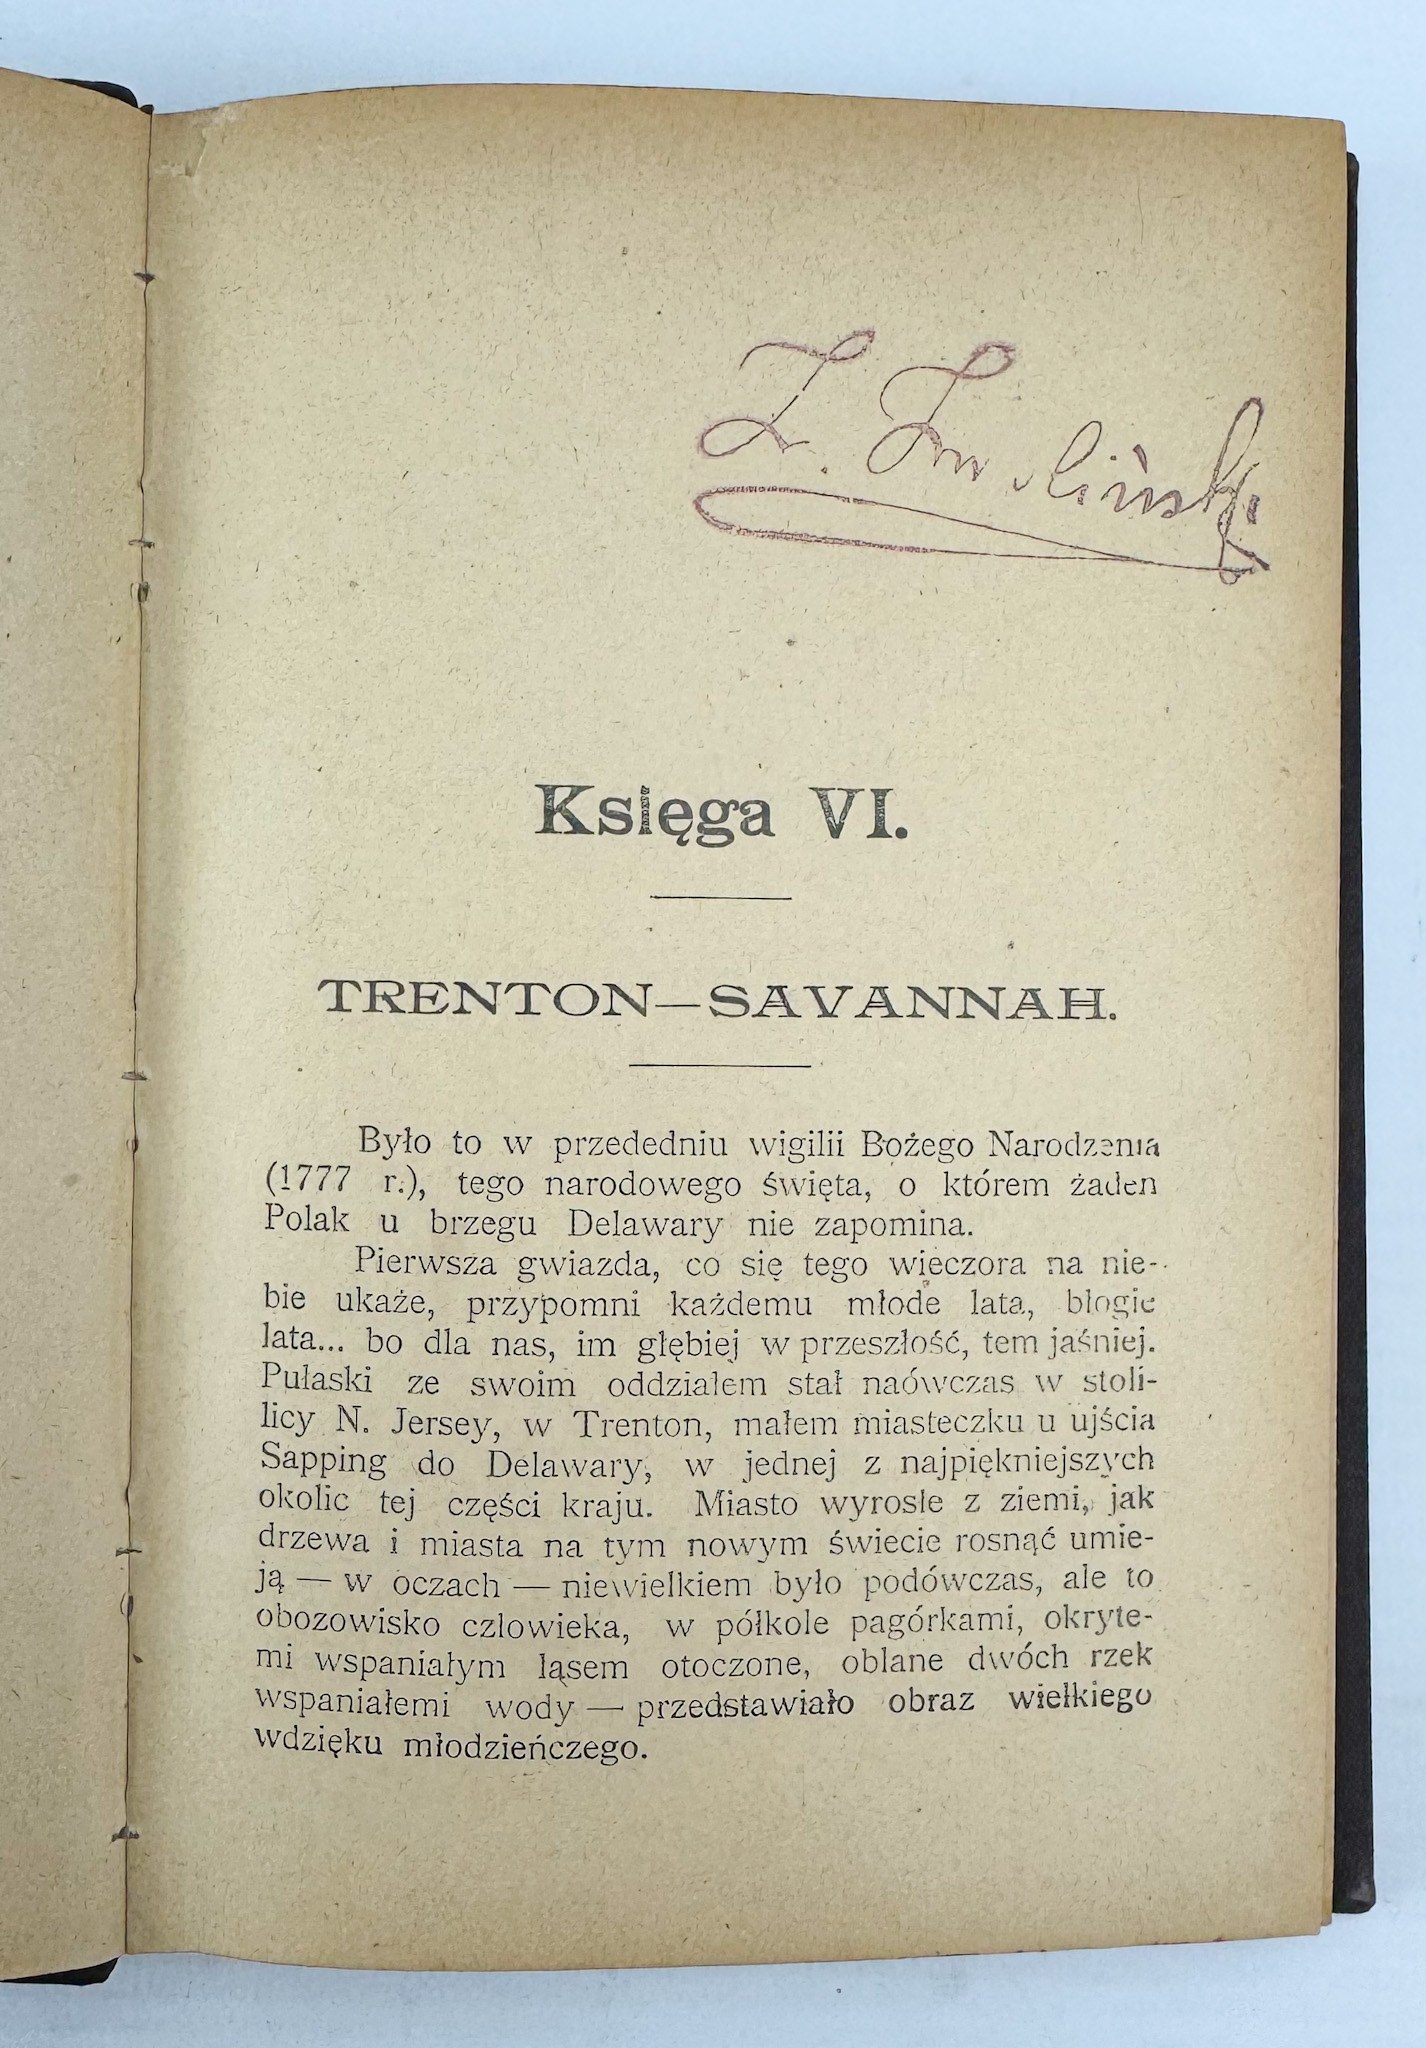 Księga VI.
TRENTON—SAVANNAH.
Było to w przededniu wigilii Bożego Narodzenia
(1777 r.), tego narodowego święta, o którem żaden
Polak u brzegu Delawary nie zapomina.
Pierwsza gwiazda, co się tego wieczora na nie-
bie ukaże, przypomni każdemu młode lata, błogie
lata... bo dla nas, im głębiej w przeszłość, tem jaśniej.
Pułaski ze swoim oddziałem stał naówczas w stoli-
licy N. Jersey, w Trenton, małem miasteczku u ujścia
Sapping do Delawary, w jednej z najpiękniejszych
okolic tej części kraju. Miasto wyrosłe z ziemi, jak
drzewa i miasta na tym nowym świecie rosnąć umie-
ją — w oczach — niewielkiem było podówczas, ale to
obozowisko człowieka, w półkole pagórkami, okryte-
mi wspaniałym ląsem otoczone, oblane dwóch rzek
wspaniałemi wody — przedstawiało obraz wielkiego
wdzięku młodzieńczego.